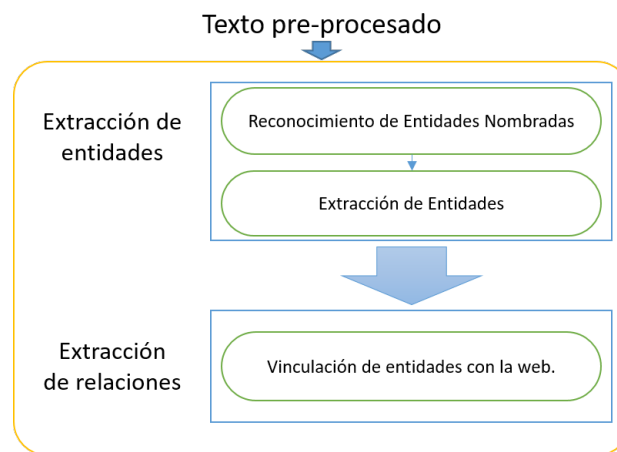 Texto pre-procesado
Extracción de
entidades
Reconocimiento de Entidades Nombradas
Extracción de Entidades
Extracción
de relaciones
Vinculación de entidades con la web.